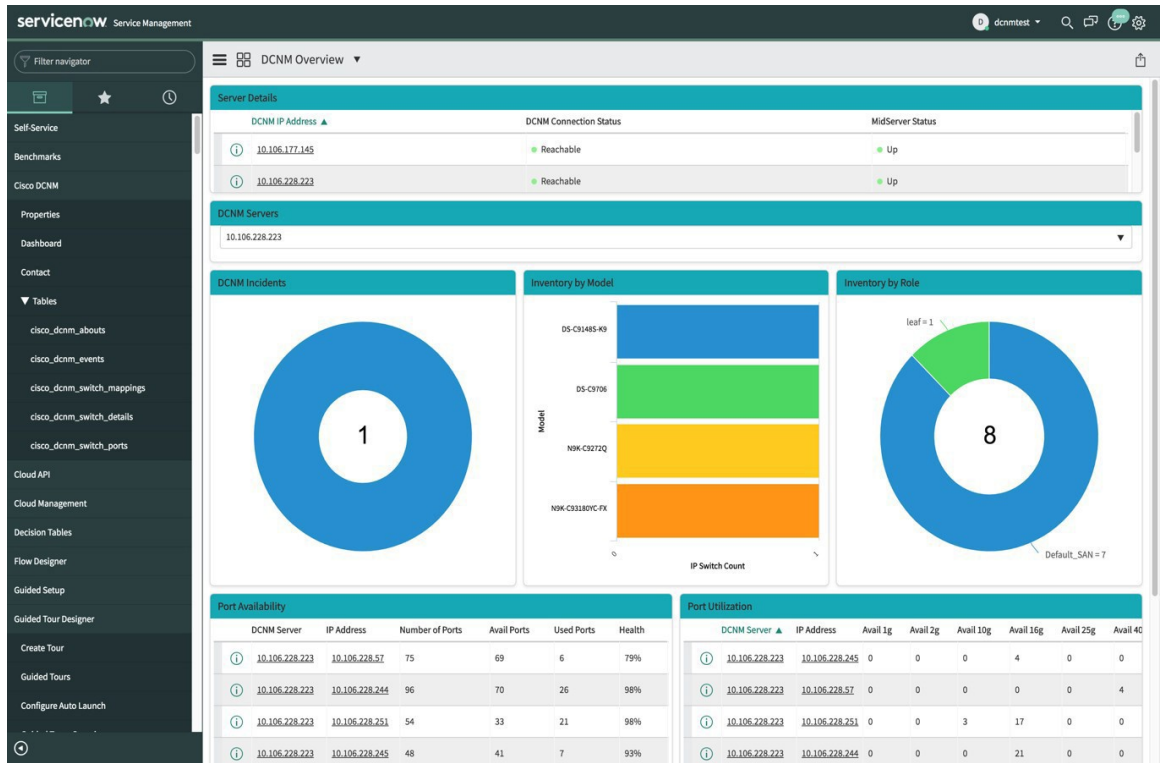 servicenow Service Management
D dcnmtest
Filter navigator
DCNM Overview
Self-Service
Benchmarks
Cisco DCNM
Properties
Dashboard
Contact
Tables
cisco_dcnm_abouts
cisco_dcnm_events
cisco_dcnm_switch_mappings
cisco_dcnm_switch_details
cisco_dcnm_switch_ports
Cloud API
Cloud Management
Decision Tables
Flow Designer
Guided Setup
Guided Tour Designer
Create Tour
Guided Tours
Configure Auto Launch
Server Details
DCNM IP Address DCNM Connection Status MidServer Status
10.106.177.145 Reachable Up
10.106.228.223 Reachable Up
DCNM Servers
10.106.228.223
DCNM Incidents
1
Inventory by Model
Model
DS-C9148S-K9
DS-C9706
N9K-C9272Q
N9K-C93180YC-FX
0 1
IP Switch Count
Inventory by Role
leaf = 1
8
Default_SAN = 7
Port Availability
DCNM Server IP Address Number of Ports Avail Ports Used Ports Health
10.106.228.223 10.106.228.57 75 69 6 79%
10.106.228.223 10.106.228.244 96 70 26 98%
10.106.228.223 10.106.228.251 54 33 21 98%
10.106.228.223 10.106.228.245 48 41 7 93%
Port Utilization
DCNM Server IP Address Avail 1g Avail 2g Avail 10g Avail 16g Avail 25g Avail 40
10.106.228.223 10.106.228.245 0 0 0 4 0 0
10.106.228.223 10.106.228.57 0 0 0 0 0 4
10.106.228.223 10.106.228.251 0 0 3 17 0 0
10.106.228.223 10.106.228.244 0 0 0 21 0 0